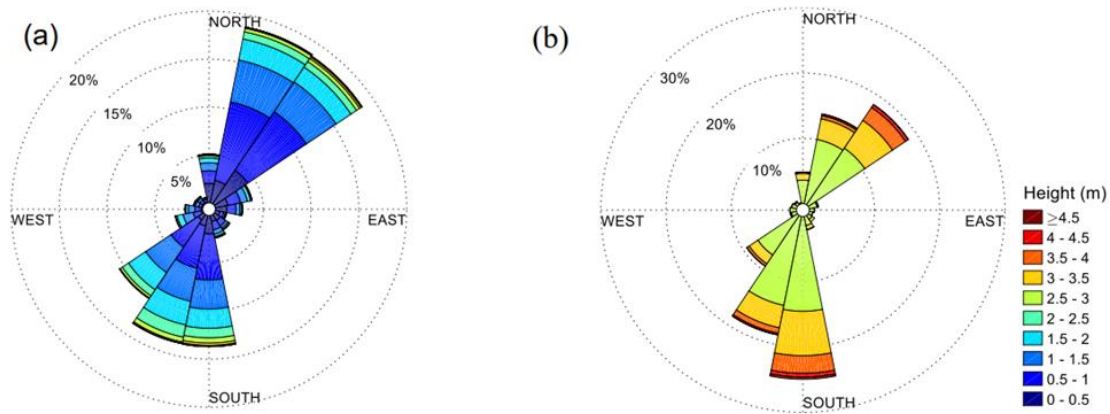 (a)
NORTH
20%
15%
10%
5%
WEST
EAST
SOUTH
(b)
NORTH
30%
20%
10%
WEST
EAST
SOUTH
Height (m)
≥4.5
4 - 4.5
3.5 - 4
3 - 3.5
2.5 - 3
2 - 2.5
1.5 - 2
1 - 1.5
0.5 - 1
0 - 0.5